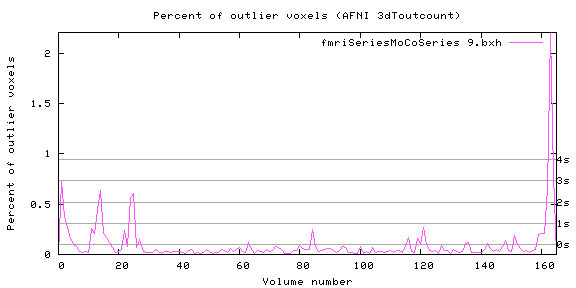 Percent of outlier voxels (AFNI 3dToutcount)
fmriSeriesMoCoSeries 9.bxh
Percent of outlier voxels
2
1.5
1
0.5
0
4s
3s
2s
1s
0s
0 20 40 60 80 100 120 140 160
Volume number